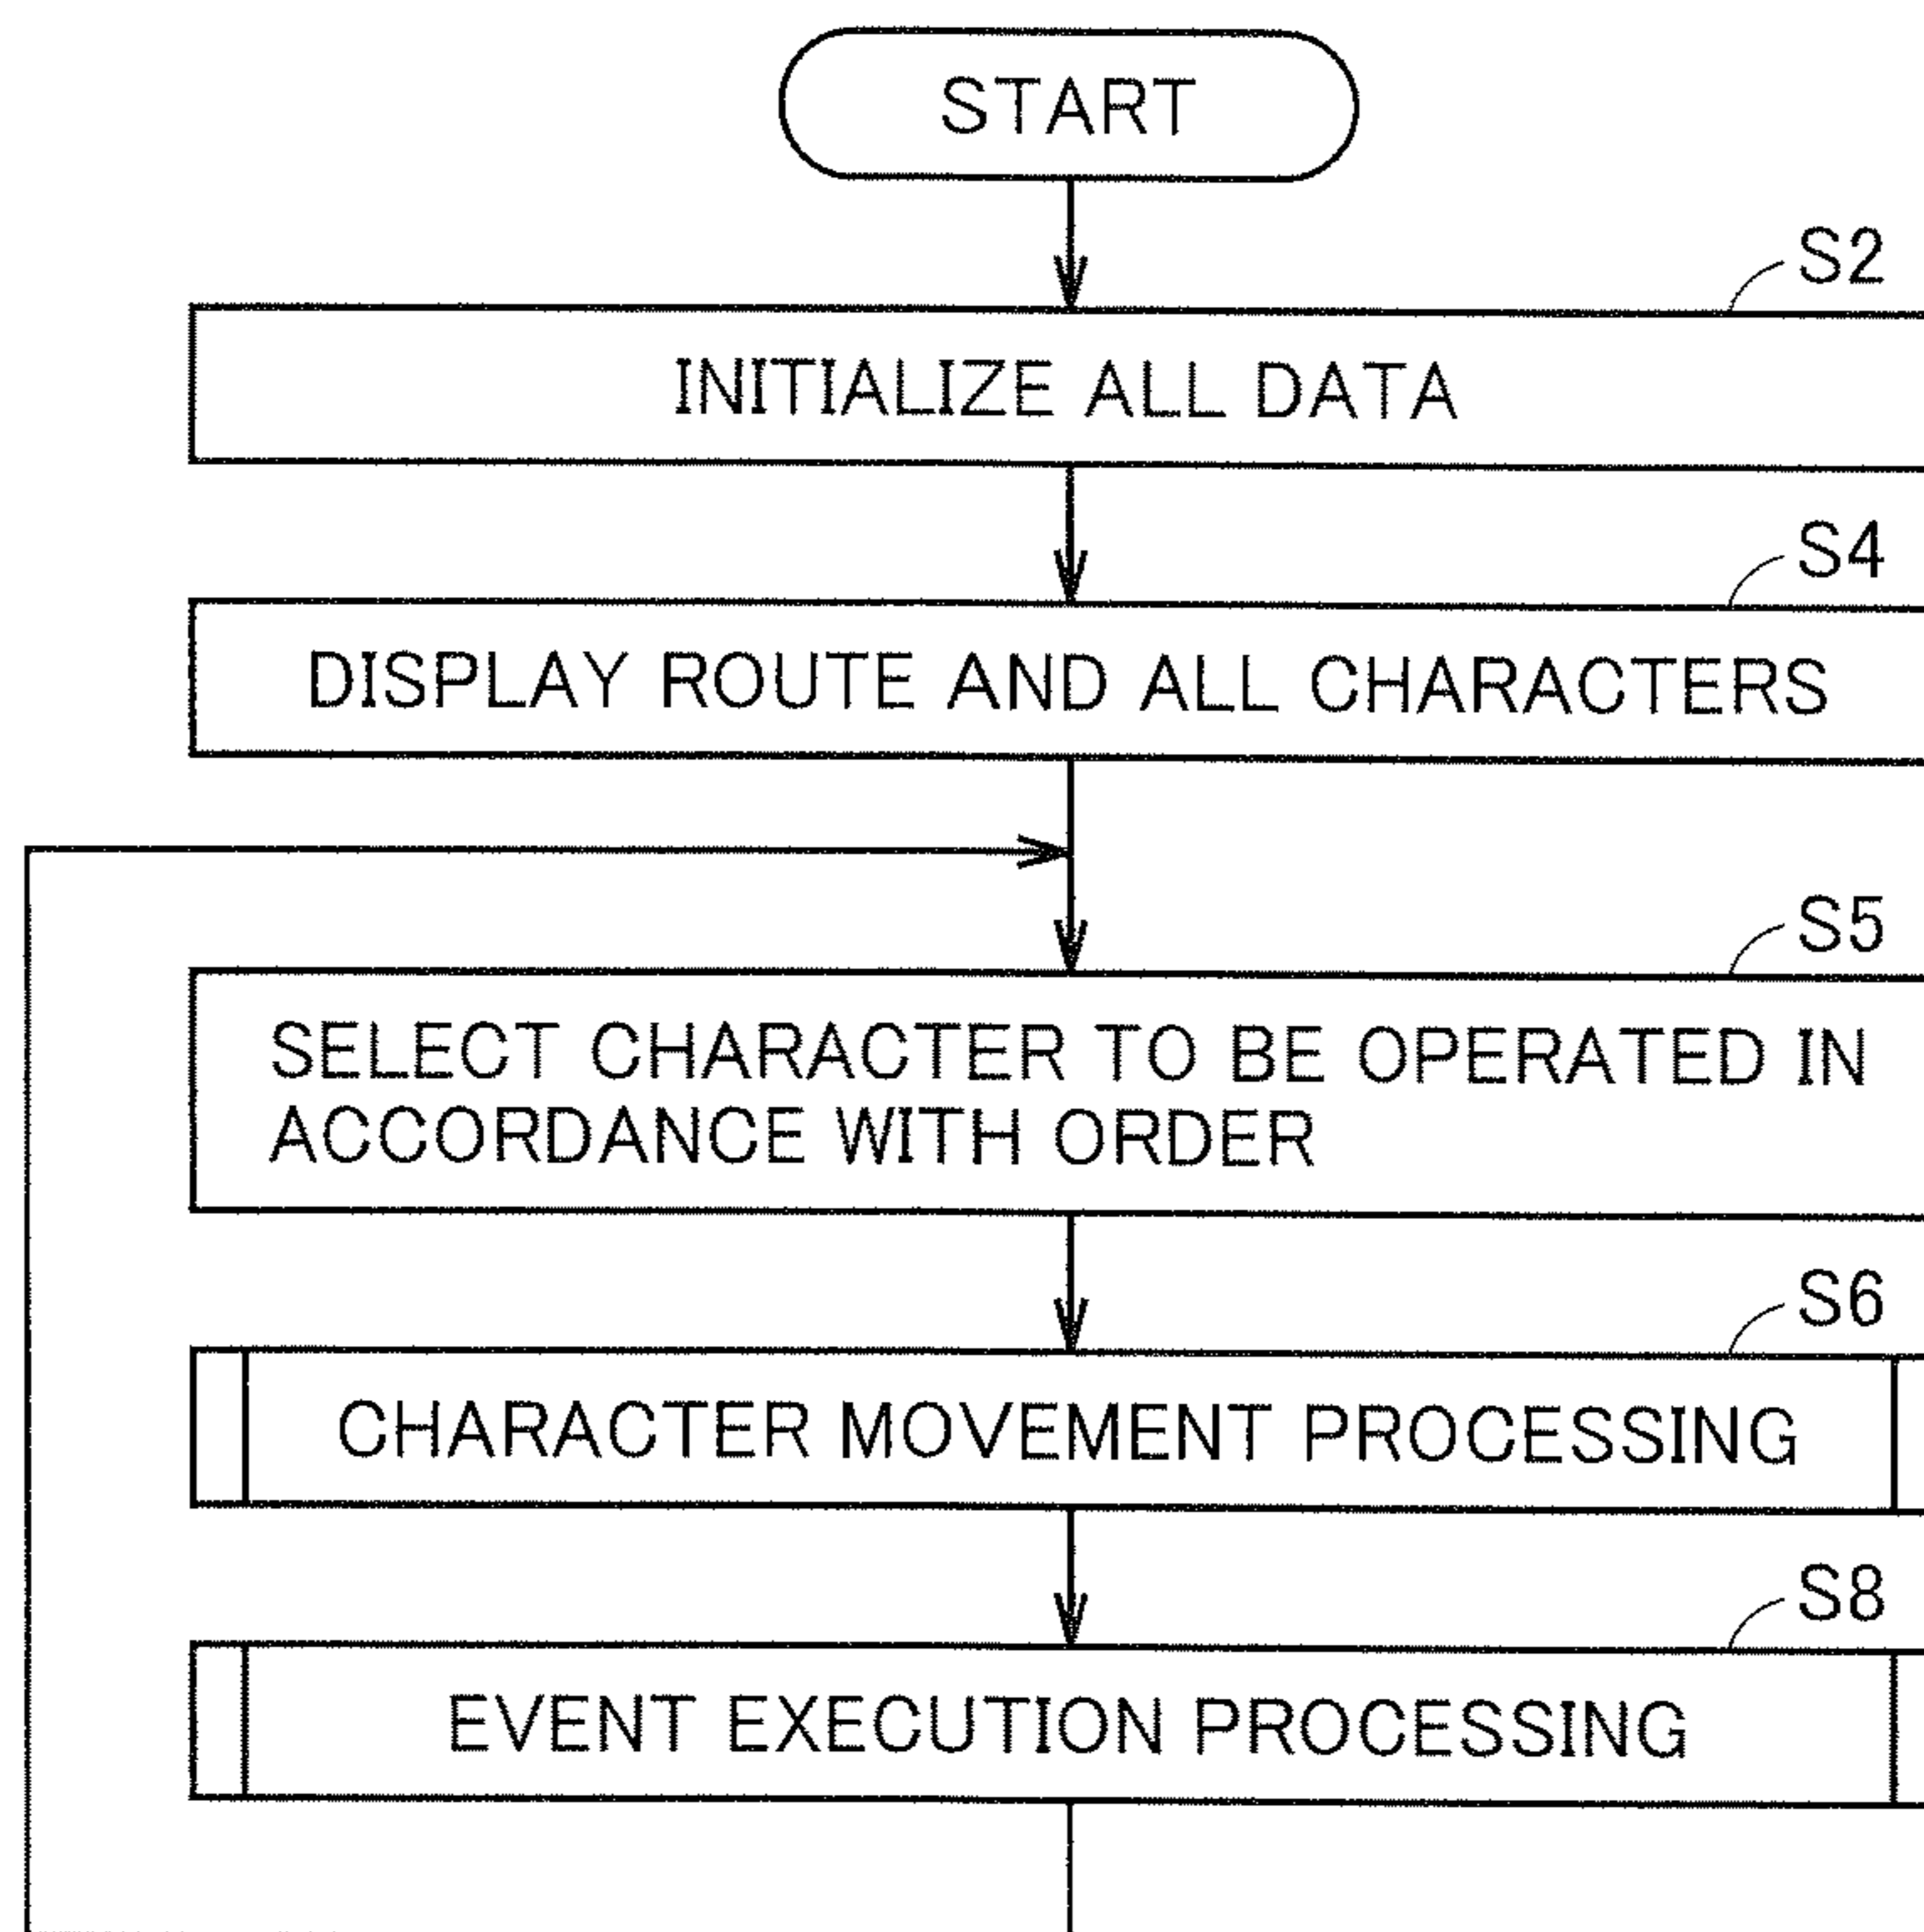 START
S2
INITIALIZE ALL DATA
S4
DISPLAY ROUTE AND ALL CHARACTERS
S5
SELECT CHARACTER TO BE OPERATED IN
ACCORDANCE WITH ORDER
S6
CHARACTER MOVEMENT PROCESSING
S8
EVENT EXECUTION PROCESSING